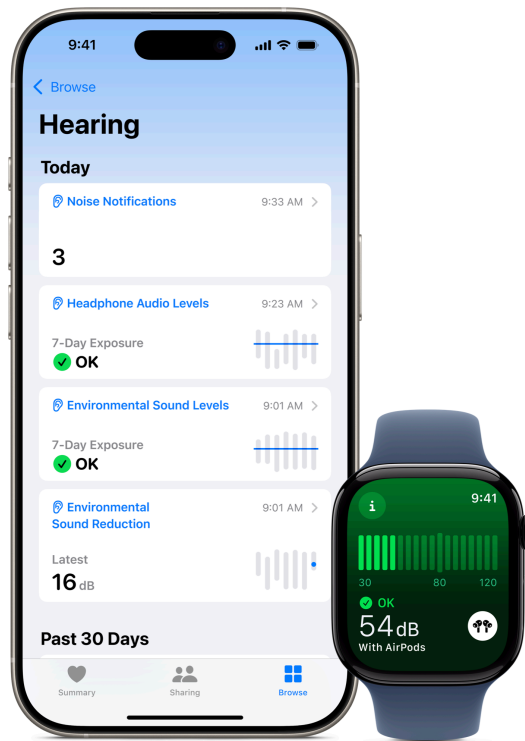 9:41
Browse
Hearing
Today
Noise Notifications 9:33 AM
3
Headphone Audio Levels 9:23 AM
7-Day Exposure
OK
Environmental Sound Levels 9:01 AM
7-Day Exposure
OK
Environmental
Sound Reduction 9:01 AM
Latest
16 dB
Past 30 Days
Summary Sharing Browse
i 9:41
30 80 120
OK
54 dB
With AirPods